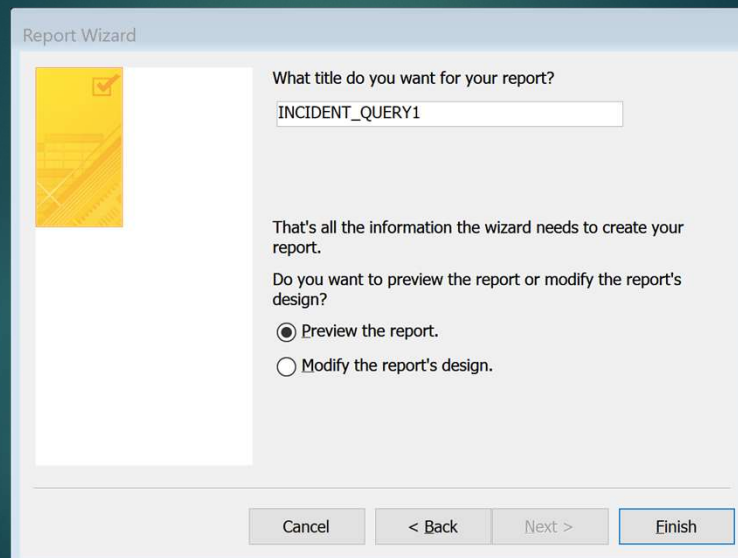 Report Wizard
What title do you want for your report?
INCIDENT_QUERY1
That's all the information the wizard needs to create your
report.
Do you want to preview the report or modify the report's
design?
Preview the report.
Modify the report's design.
Cancel
< Back
Next >
Finish